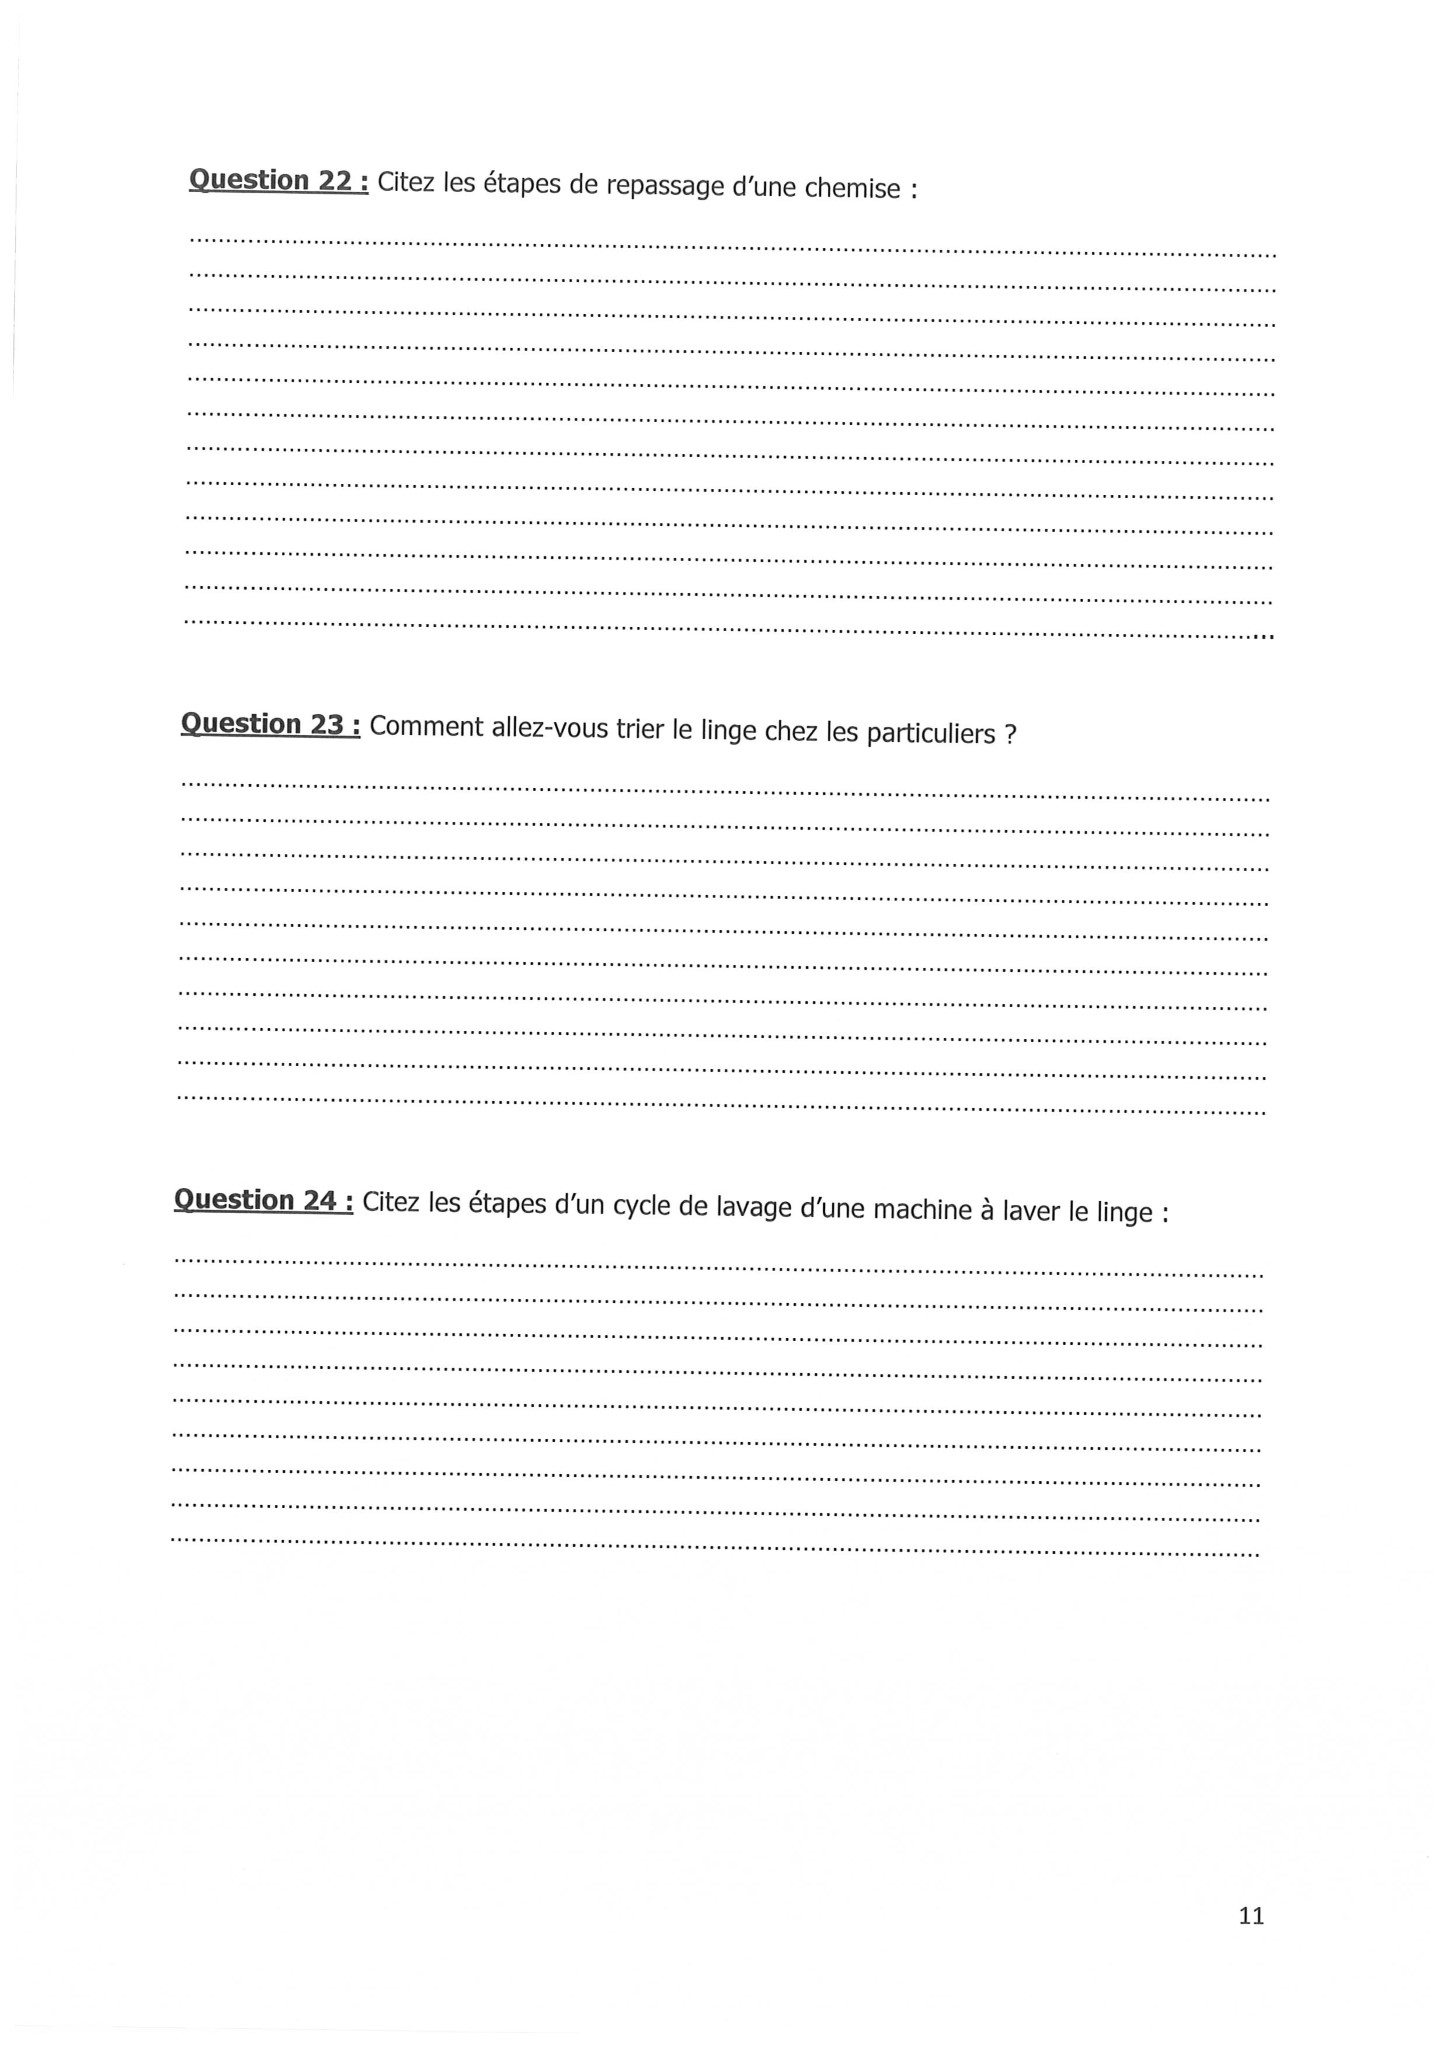 Question 22 : Citez les étapes de repassage d'une chemise :
Question 23 : Comment allez-vous trier le linge chez les particuliers ?
Question 24 : Citez les étapes d'un cycle de lavage d'une machine à laver le linge :
11